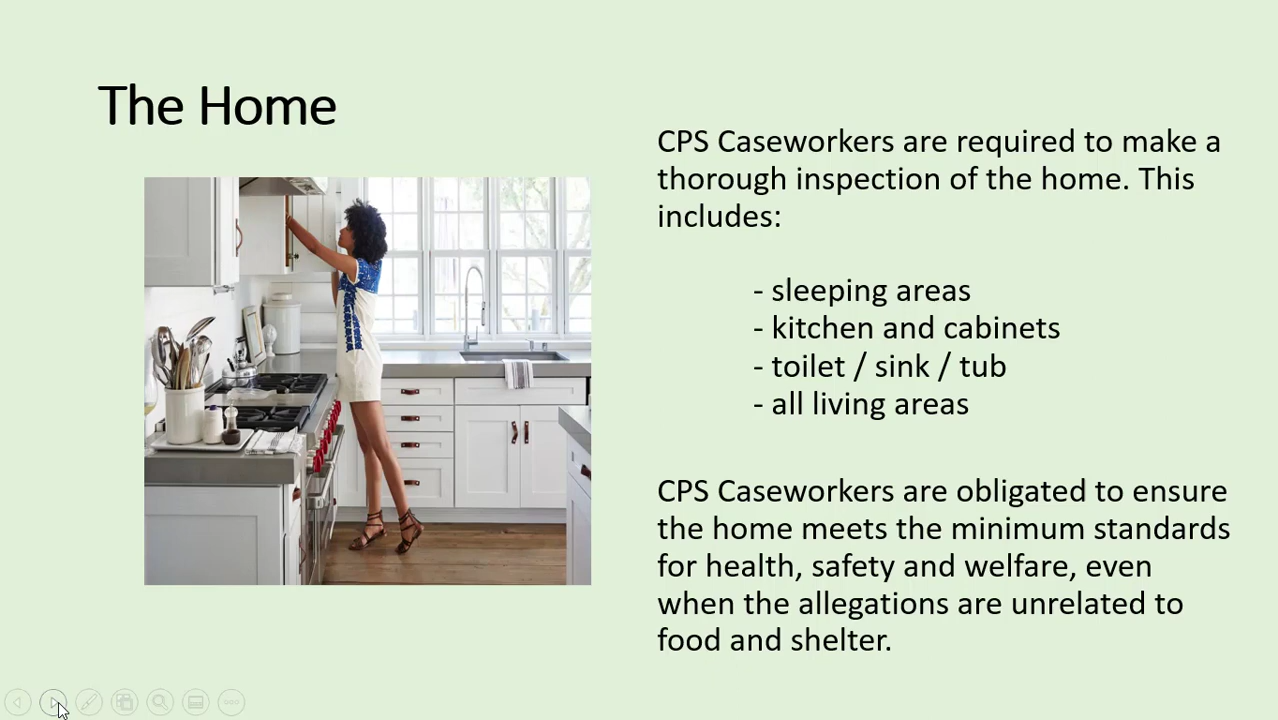 The Home
CPS Caseworkers are required to make a
thorough inspection of the home. This
includes:
- sleeping areas
- kitchen and cabinets
- toilet / sink / tub
- all living areas
CPS Caseworkers are obligated to ensure
the home meets the minimum standards
for health, safety and welfare, even
when the allegations are unrelated to
food and shelter.